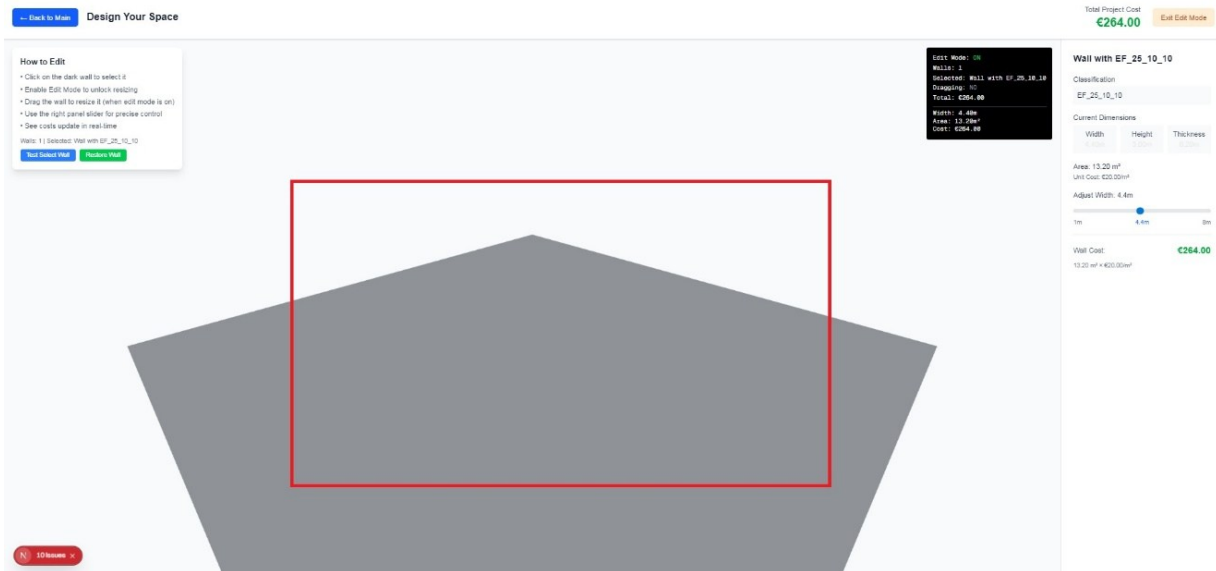 ← Back to Main
Design Your Space
Total Project Cost
€264.00
Exit Edit Mode
How to Edit
• Click on the dark wall to select it
• Enable Edit Mode to unlock resizing
• Drag the wall to resize it (when edit mode is on)
• Use the right panel slider for precise control
• See costs update in real-time
Walls: 1 | Selected: Wall with EF_25_10_10
Test Select Wall
Restore Wall
Edit Mode: ON
Walls: 1
Selected: Wall with EF_25_10_10
Dragging: NO
Total: €264.00
Width: 4.40m
Area: 13.20m²
Cost: €264.00
Wall with EF_25_10_10
Classification
EF_25_10_10
Current Dimensions
Width Height Thickness
Area: 13.20 m²
Unit Cost: €20.00/m²
Adjust Width: 4.4m
1m 4.4m 8m
Wall Cost: €264.00
13.20 m² × €20.00/m²
N 10 Issues ×